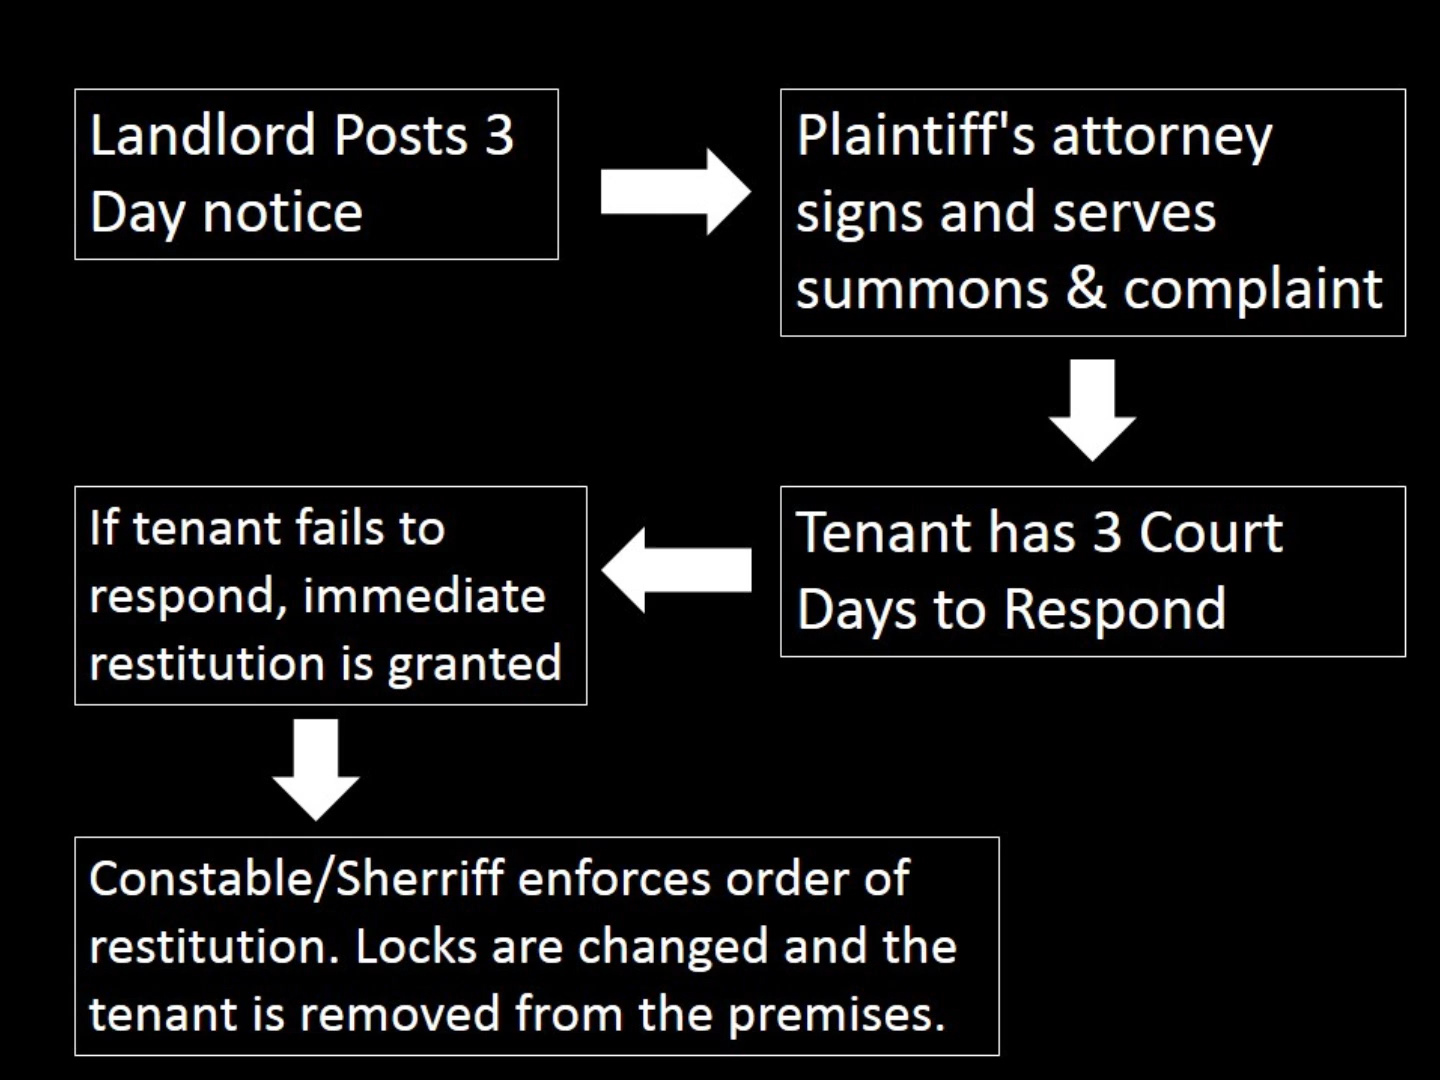 Landlord Posts 3
Day notice
Plaintiff's attorney
signs and serves
summons & complaint
Tenant has 3 Court
Days to Respond
If tenant fails to
respond, immediate
restitution is granted
Constable/Sherriff enforces order of
restitution. Locks are changed and the
tenant is removed from the premises.